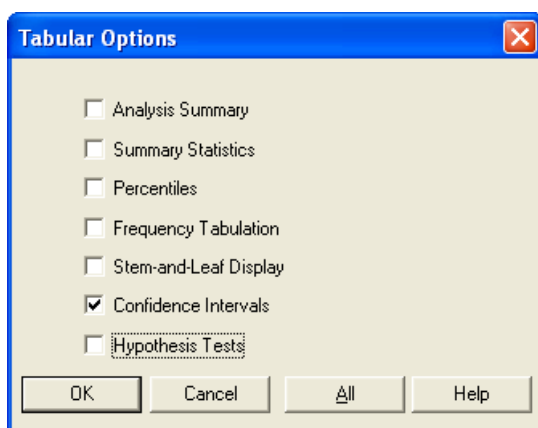 Tabular Options
Analysis Summary
Summary Statistics
Percentiles
Frequency Tabulation
Stem-and-Leaf Display
Confidence Intervals
Hypothesis Tests
OK Cancel All Help